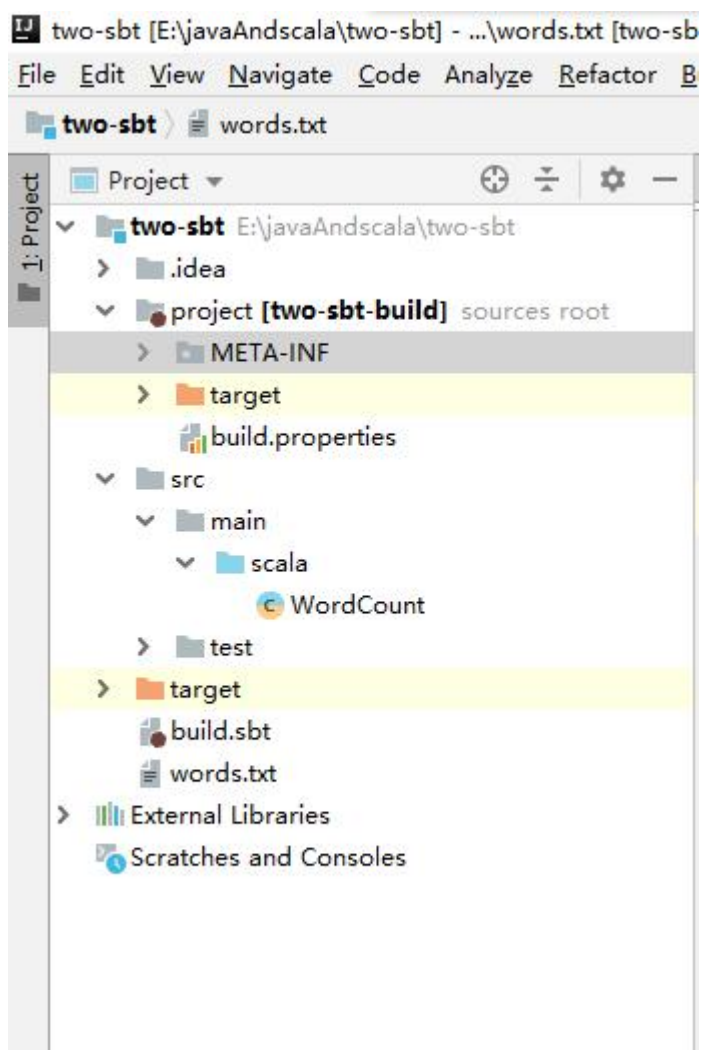 two-sbt [E:\javaAndscala\two-sbt] - ...\words.txt [two-sb
File Edit View Navigate Code Analyze Refactor B
two-sbt words.txt
1: Project
Project
two-sbt E:\javaAndscala\two-sbt
.idea
project [two-sbt-build] sources root
META-INF
target
build.properties
src
main
scala
WordCount
test
target
build.sbt
words.txt
External Libraries
Scratches and Consoles